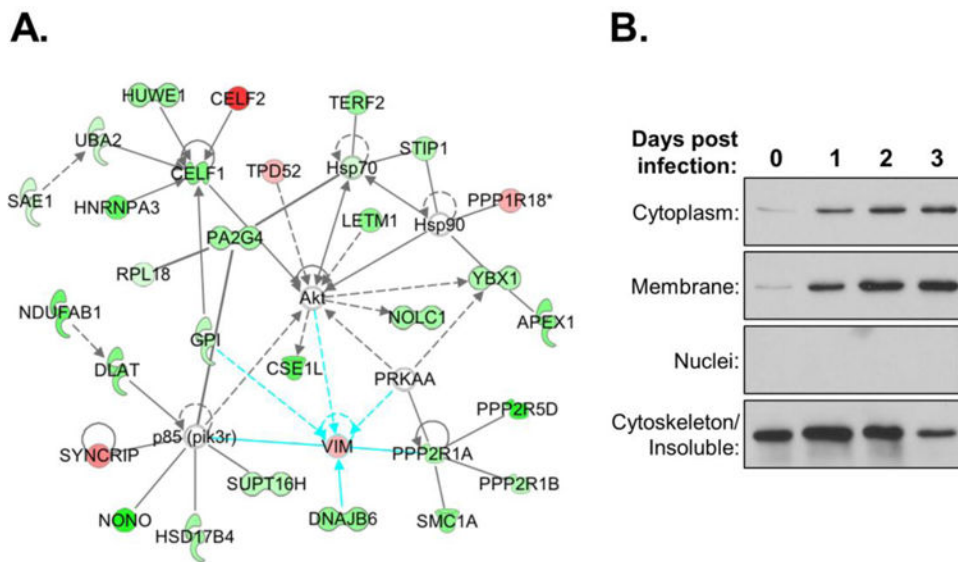 A.
B.
HUWE1
CELF2
TERF2
UBA2
STIP1
CELF1
TPD52
Hsp70
SAE1
PPP1R18*
HNRNPA3
LETM1
Hsp90
PA2G4
RPL18
YBX1
Akt
NDUFAB1
NOLC1
APEX1
GPI
DLAT
CSE1L
PRKAA
PPP2R5D
p85 (pik3r)
VIM
PPP2R1A
SYNCRIP
SUPT16H
PPP2R1B
NONO
DNAJB6
SMC1A
HSD17B4
Days post
infection: 0 1 2 3
Cytoplasm:
Membrane:
Nuclei:
Cytoskeleton/
Insoluble: